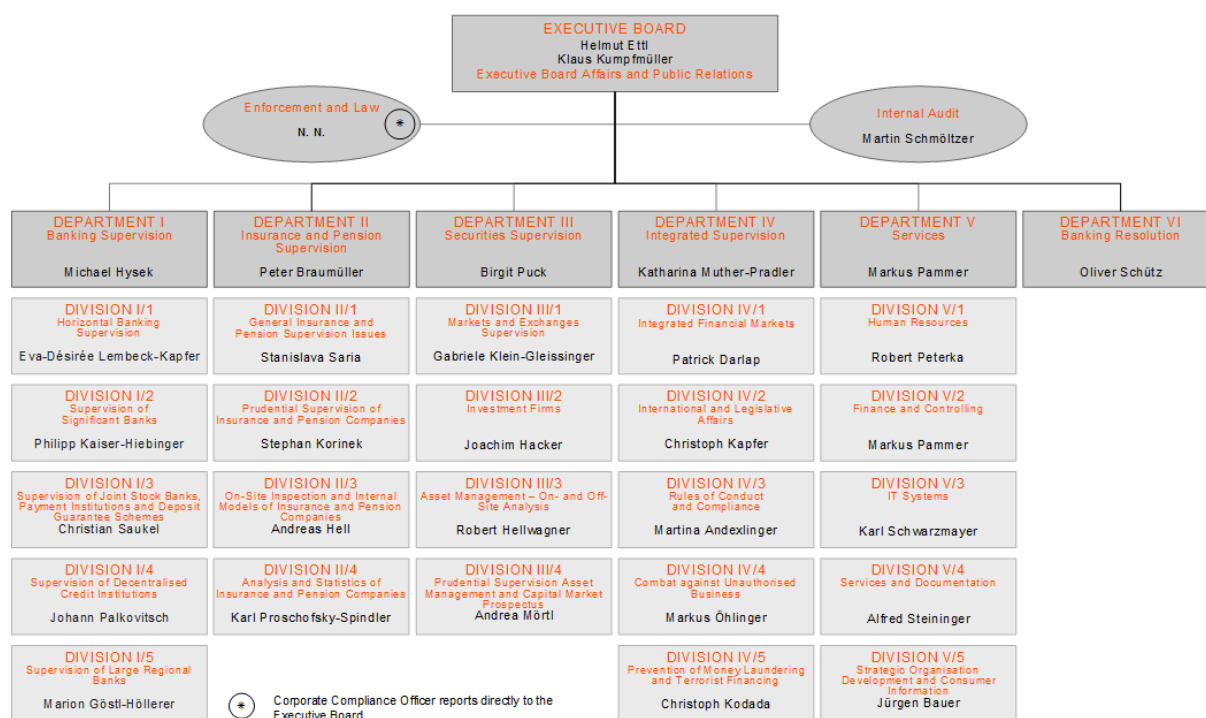 EXECUTIVE BOARD
Helmut Ettl
Klaus Kumpfmüller
Executive Board Affairs and Public Relations
Enforcement and Law
N. N.
*
Internal Audit
Martin Schmöltzer
DEPARTMENT I
Banking Supervision
Michael Hysek
DEPARTMENT II
Insurance and Pension
Supervision
Peter Braumüller
DEPARTMENT III
Securities Supervision
Birgit Puck
DEPARTMENT IV
Integrated Supervision
Katharina Muther-Pradler
DEPARTMENT V
Services
Markus Pammer
DEPARTMENT VI
Banking Resolution
Oliver Schütz
DIVISION I/1
Horizontal Banking
Supervision
Eva-Désirée Lembeck-Kapfer
DIVISION II/1
General Insurance and
Pension Supervision Issues
Stanislava Saria
DIVISION III/1
Markets and Exchanges
Supervision
Gabriele Klein-Gleissinger
DIVISION IV/1
Integrated Financial Markets
Patrick Darlap
DIVISION V/1
Human Resources
Robert Peterka
DIVISION I/2
Supervision of
Significant Banks
Philipp Kaiser-Hiebinger
DIVISION II/2
Prudential Supervision of
Insurance and Pension Companies
Stephan Korinek
DIVISION III/2
Investment Firms
Joachim Hacker
DIVISION IV/2
International and Legislative
Affairs
Christoph Kapfer
DIVISION V/2
Finance and Controlling
Markus Pammer
DIVISION I/3
Supervision of Joint Stock Banks,
Payment Institutions and Deposit
Guarantee Schemes
Christian Saukel
DIVISION II/3
On-Site Inspection and Internal
Models of Insurance and Pension
Companies
Andreas Hell
DIVISION III/3
Asset Management – On- and Off-
Site Analysis
Robert Hellwagner
DIVISION IV/3
Rules of Conduct
and Compliance
Martina Andexlinger
DIVISION V/3
IT Systems
Karl Schwarzmayer
DIVISION I/4
Supervision of Decentralised
Credit Institutions
Johann Palkovitsch
DIVISION II/4
Analysis and Statistics of
Insurance and Pension Companies
Karl Proschofsky-Spindler
DIVISION III/4
Prudential Supervision Asset
Management and Capital Market
Prospectus
Andrea Mörtl
DIVISION IV/4
Combat against Unauthorised
Business
Markus Öhlinger
DIVISION V/4
Services and Documentation
Alfred Steininger
DIVISION I/5
Supervision of Large Regional
Banks
Marion Göstl-Höllerer
DIVISION IV/5
Prevention of Money Laundering
and Terrorist Financing
Christoph Kodada
DIVISION V/5
Strategic Organisation
Development and Consumer
Information
Jürgen Bauer
* Corporate Compliance Officer reports directly to the
Executive Board